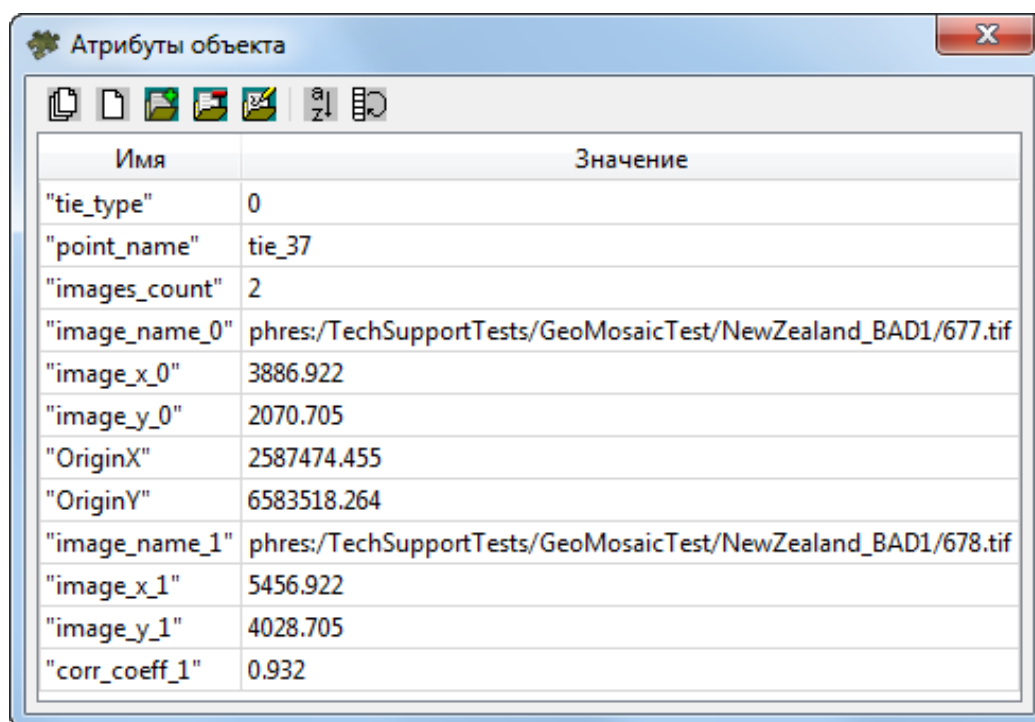 Атрибуты объекта
Имя Значение
"tie_type" 0
"point_name" tie_37
"images_count" 2
"image_name_0" phres:/TechSupportTests/GeoMosaicTest/NewZealand_BAD1/677.tif
"image_x_0" 3886.922
"image_y_0" 2070.705
"OriginX" 2587474.455
"OriginY" 6583518.264
"image_name_1" phres:/TechSupportTests/GeoMosaicTest/NewZealand_BAD1/678.tif
"image_x_1" 5456.922
"image_y_1" 4028.705
"corr_coeff_1" 0.932